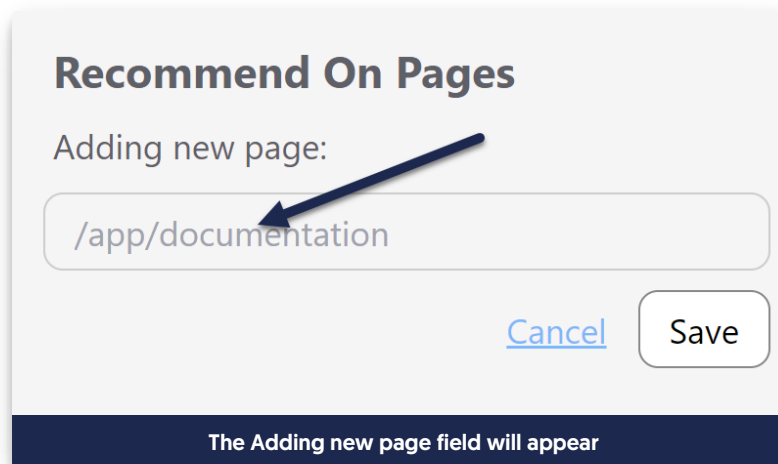 Recommend On Pages
Adding new page:
/app/documentation
Cancel
Save
The Adding new page field will appear